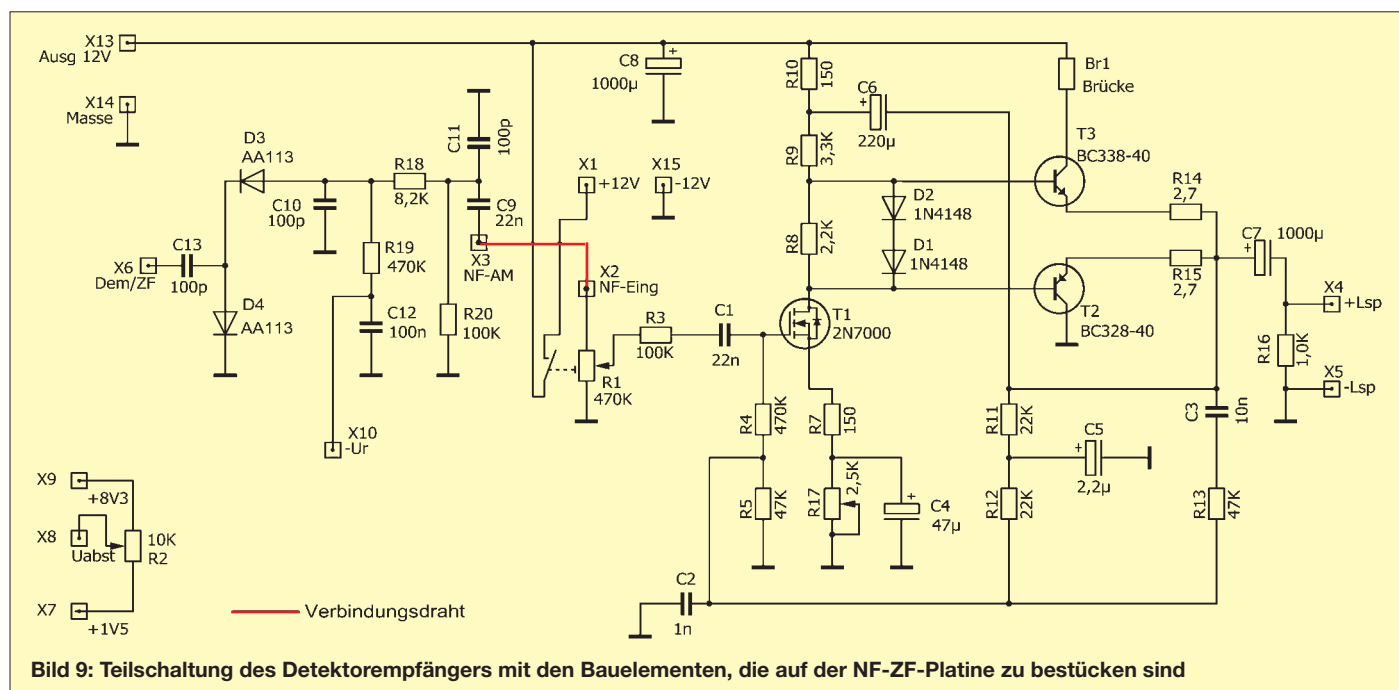 X13
Ausg 12V
X14
Masse
D3
AA113
C13
100p
X6
Dem/ZF
D4
AA113
C10
100p
R18
8,2K
C11
100p
C9
22n
X3
NF-AM
R19
470K
C12
100n
R20
100K
X10
-Ur
X9
+8V3
X8
Uabst
10K
R2
X7
+1V5
X1
+12V
X15
-12V
X2
NF-Eing
R1
470K
R3
100K
C1
22n
C8
+
1000µ
R10
150
C6
+
220µ
R9
3,3K
R8
2,2K
D2
1N4148
D1
1N4148
T1
2N7000
Br1
Brücke
T3
BC338-40
R14
2,7
R15
2,7
T2
BC328-40
C7
+
1000µ
X4
+Lsp
R16
1,0K
X5
-Lsp
R4
470K
R5
47K
R7
150
R17
2,5K
C4
+
47µ
R11
22K
R12
22K
C5
+
2,2µ
C3
10n
R13
47K
C2
1n
Verbindungsdraht
Bild 9: Teilschaltung des Detektorempfängers mit den Bauelementen, die auf der NF-ZF-Platine zu bestücken sind